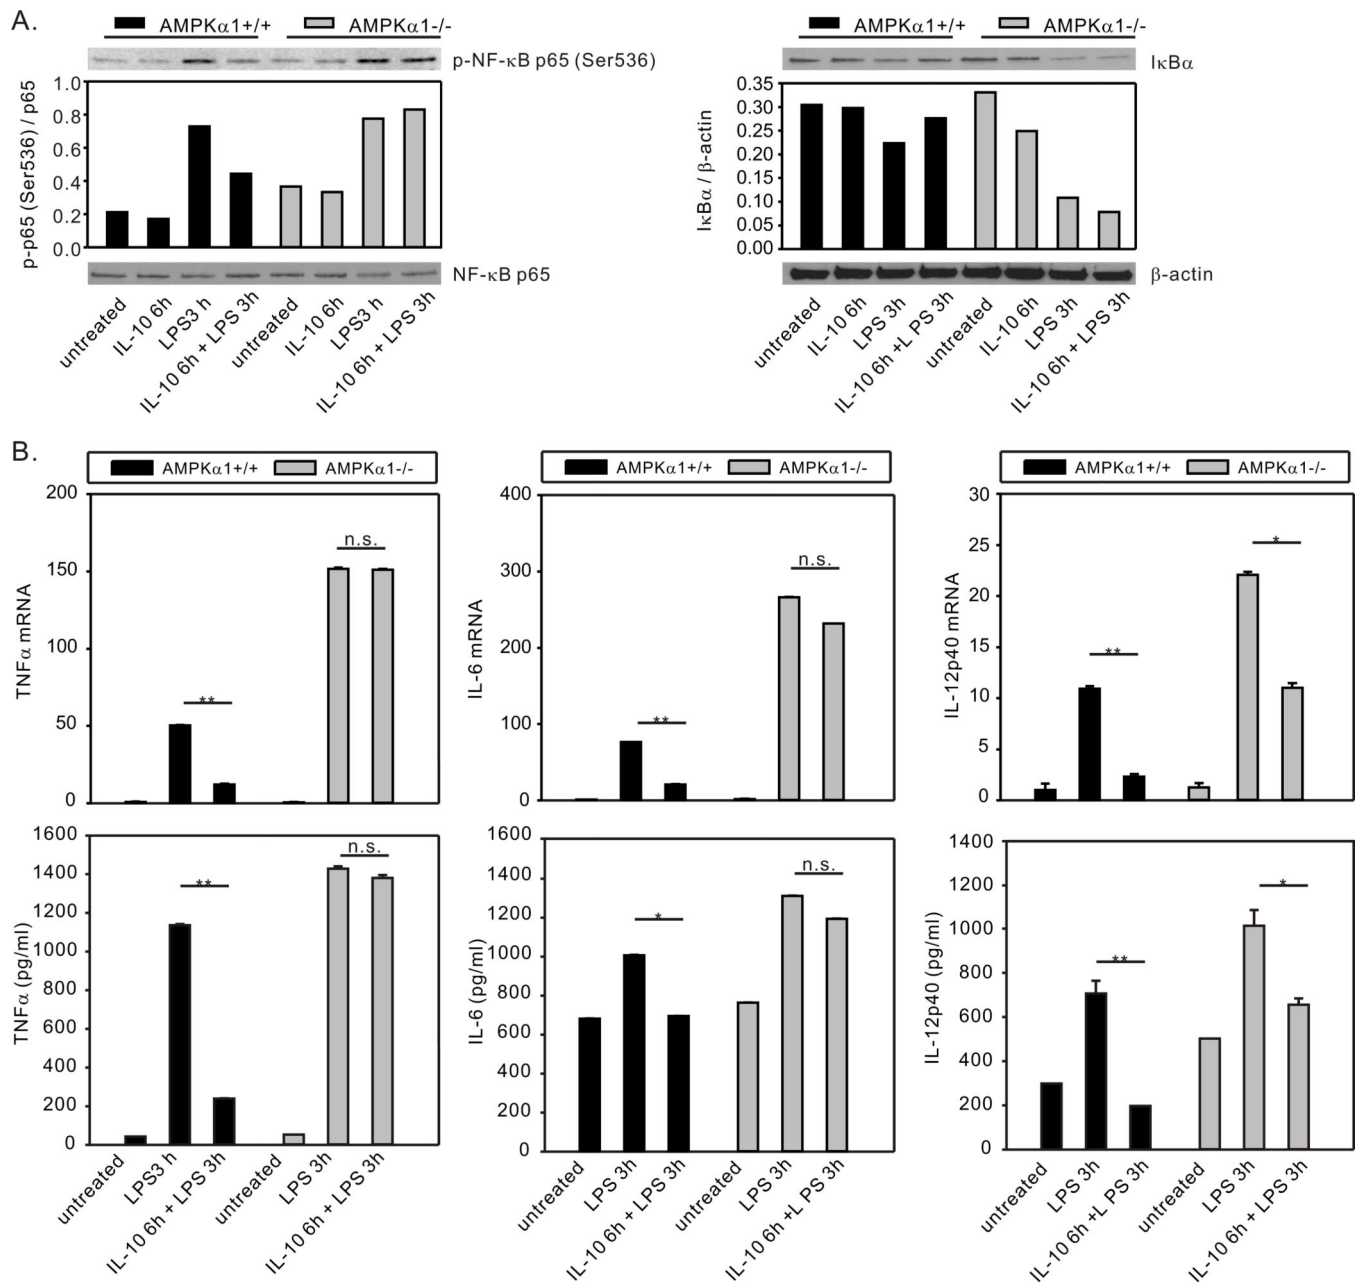 A.
AMPKα1+/+ AMPKα1-/-
p-NF-κB p65 (Ser536)
p-p65 (Ser536) / p65
1.0
0.8
0.6
0.4
0.2
0.0
NF-κB p65
untreated
IL-10 6h
LPS3 h
IL-10 6h + LPS 3h
untreated
IL-10 6h
LPS3 h
IL-10 6h + LPS 3h
AMPKα1+/+ AMPKα1-/-
IκBα
IκBα / β-actin
0.35
0.30
0.25
0.20
0.15
0.10
0.05
0.00
β-actin
untreated
IL-10 6h
LPS 3h
IL-10 6h +L PS 3h
untreated
IL-10 6h
LPS 3h
IL-10 6h + LPS 3h
B.
AMPKα1+/+ AMPKα1-/-
TNFα mRNA
200
150
100
50
0
**
n.s.
AMPKα1+/+ AMPKα1-/-
IL-6 mRNA
400
300
200
100
0
**
n.s.
AMPKα1+/+ AMPKα1-/-
IL-12p40 mRNA
30
25
20
15
10
5
0
**
*
TNFα (pg/ml)
1600
1400
1200
1000
800
600
400
200
0
**
n.s.
untreated
LPS3 h
IL-10 6h + LPS 3h
untreated
LPS 3h
IL-10 6h + LPS 3h
IL-6 (pg/ml)
1600
1400
1200
1000
800
600
400
200
0
*
n.s.
untreated
LPS 3h
IL-10 6h + LPS 3h
untreated
LPS 3h
IL-10 6h +L PS 3h
IL-12p40 (pg/ml)
1400
1200
1000
800
600
400
200
0
**
*
untreated
LPS 3h
IL-10 6h +L PS 3h
untreated
LPS 3h
IL-10 6h + LPS 3h